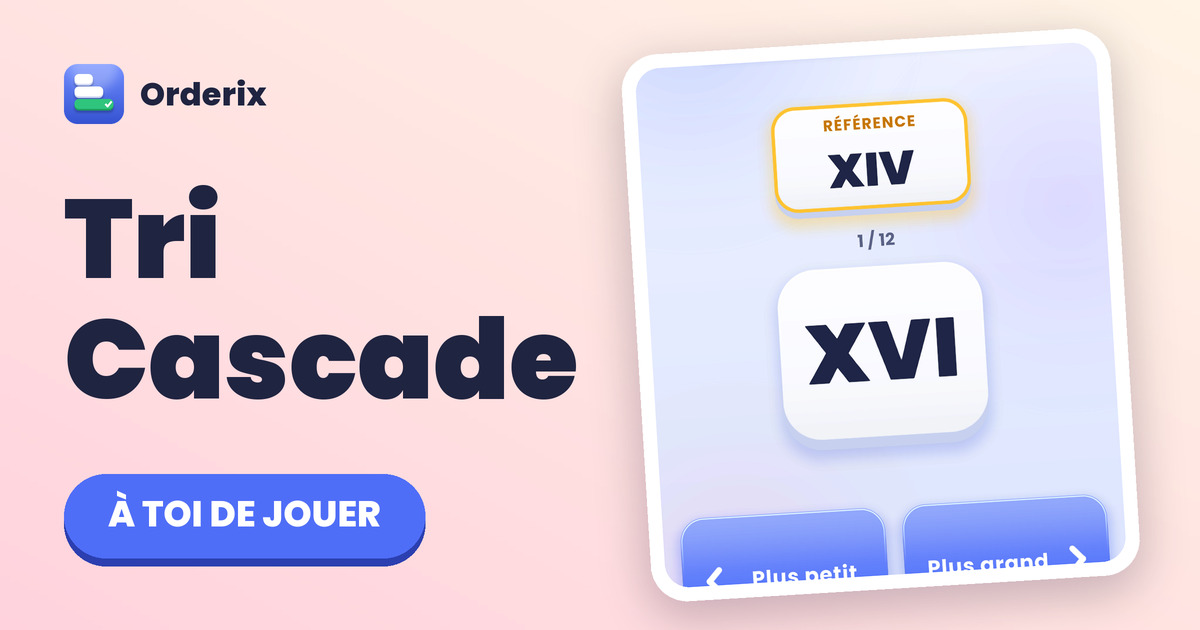 Orderix
Tri
Cascade
À TOI DE JOUER
RÉFÉRENCE
XIV
1 / 12
XVI
Plus petit
Plus grand